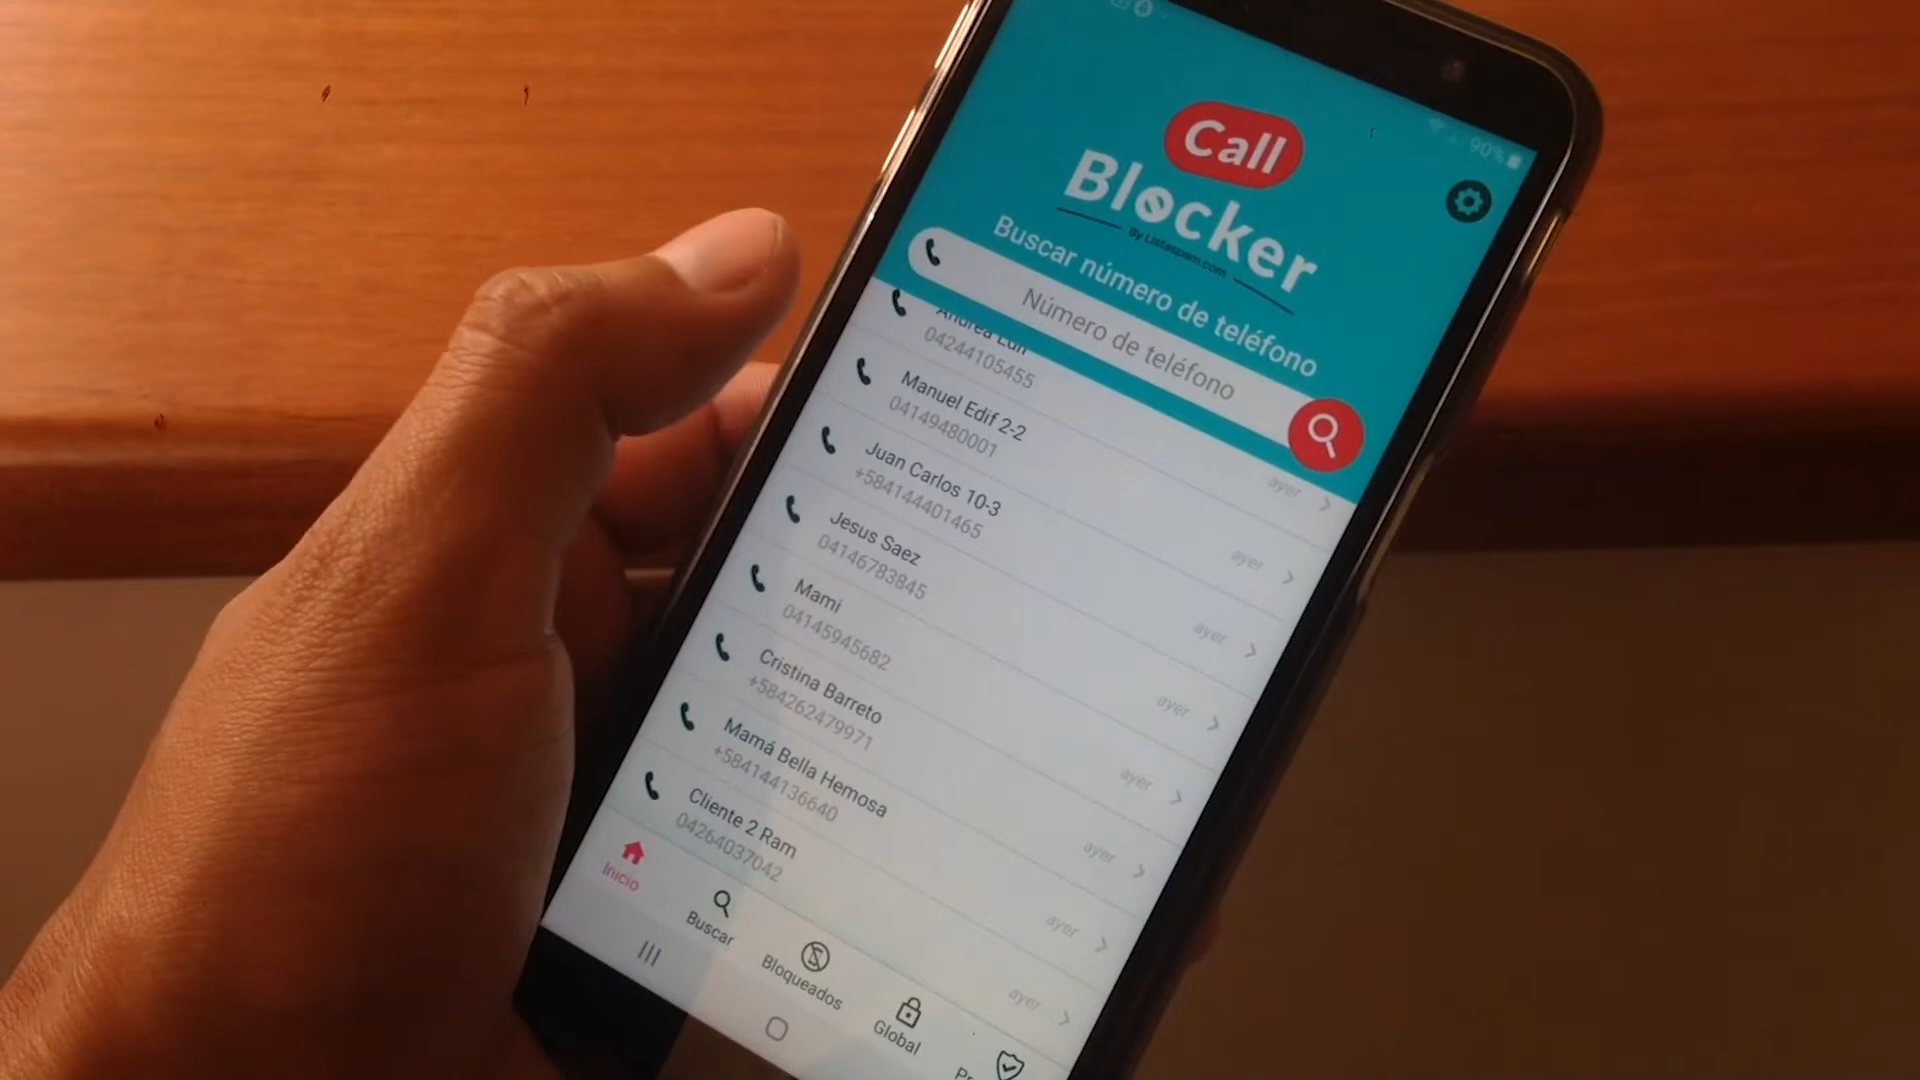 90%
Call
Blocker
By Listaspam.com
Buscar número de teléfono
Número de teléfono
Andrea Edif
04244105455
ayer
Manuel Edif 2-2
04149480001
ayer
Juan Carlos 10-3
+584144401465
ayer
Jesus Saez
04146783845
ayer
Mami
04145945682
ayer
Cristina Barreto
+584262479971
ayer
Mamá Bella Hemosa
+584144136640
ayer
Cliente 2 Ram
04264037042
ayer
Inicio
Buscar
Bloqueados
Global